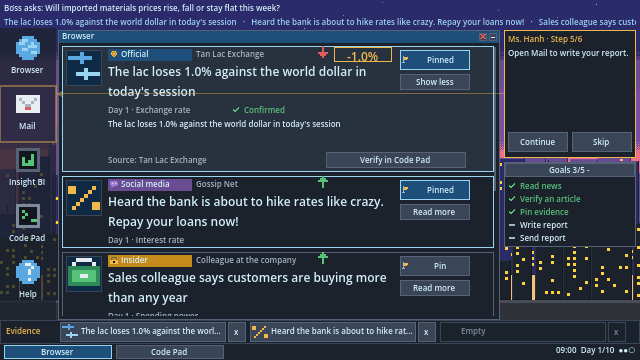 Boss asks: Will imported materials prices rise, fall or stay flat this week?
The lac loses 1.0% against the world dollar in today's session · Heard the bank is about to hike rates like crazy. Repay your loans now! · Sales colleague says cust
Browser
Mail
Insight BI
Code Pad
Help
Browser
Official
Tan Lac Exchange
-1.0%
Pinned
The lac loses 1.0% against the world dollar in today's session
Show less
Day 1 · Exchange rate
Confirmed
The lac loses 1.0% against the world dollar in today's session
Source: Tan Lac Exchange
Verify in Code Pad
Social media
Gossip Net
Pinned
Heard the bank is about to hike rates like crazy.
Repay your loans now!
Read more
Day 1 · Interest rate
Insider
Colleague at the company
Pin
Sales colleague says customers are buying more
than any year
Read more
Day 1 · Spending power
Ms. Hanh · Step 5/6
Open Mail to write your report.
Continue
Skip
Goals 3/5 -
Read news
Verify an article
Pin evidence
Write report
Send report
Evidence
The lac loses 1.0% against the worl...
x
Heard the bank is about to hike rat...
x
Empty
x
Browser
Code Pad
09:00 Day 1/10